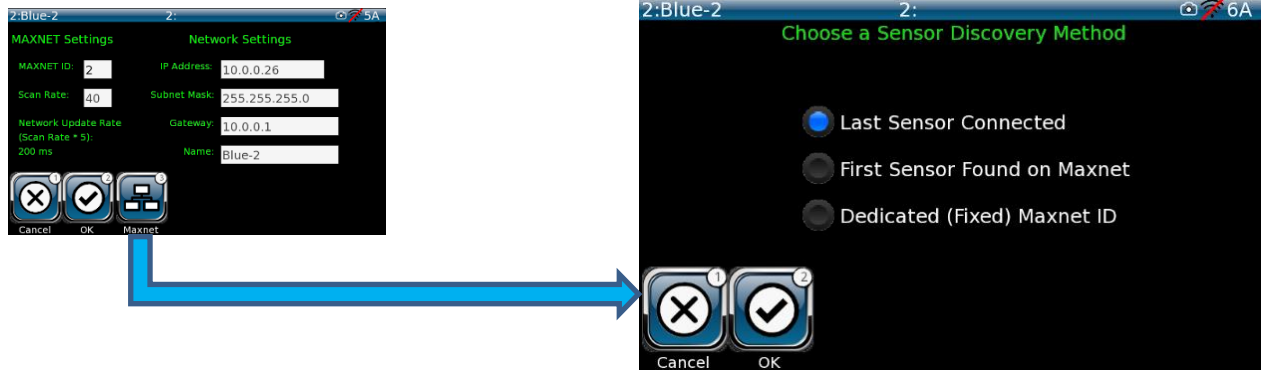 2:Blue-2 2: 5A
MAXNET Settings Network Settings
MAXNET ID: 2 IP Address: 10.0.0.26
Scan Rate: 40 Subnet Mask: 255.255.255.0
Network Update Rate Gateway: 10.0.0.1
(Scan Rate * 5):
200 ms Name: Blue-2
1 2 3
Cancel OK Maxnet
2:Blue-2 2: 6A
Choose a Sensor Discovery Method
Last Sensor Connected
First Sensor Found on Maxnet
Dedicated (Fixed) Maxnet ID
1 2
Cancel OK